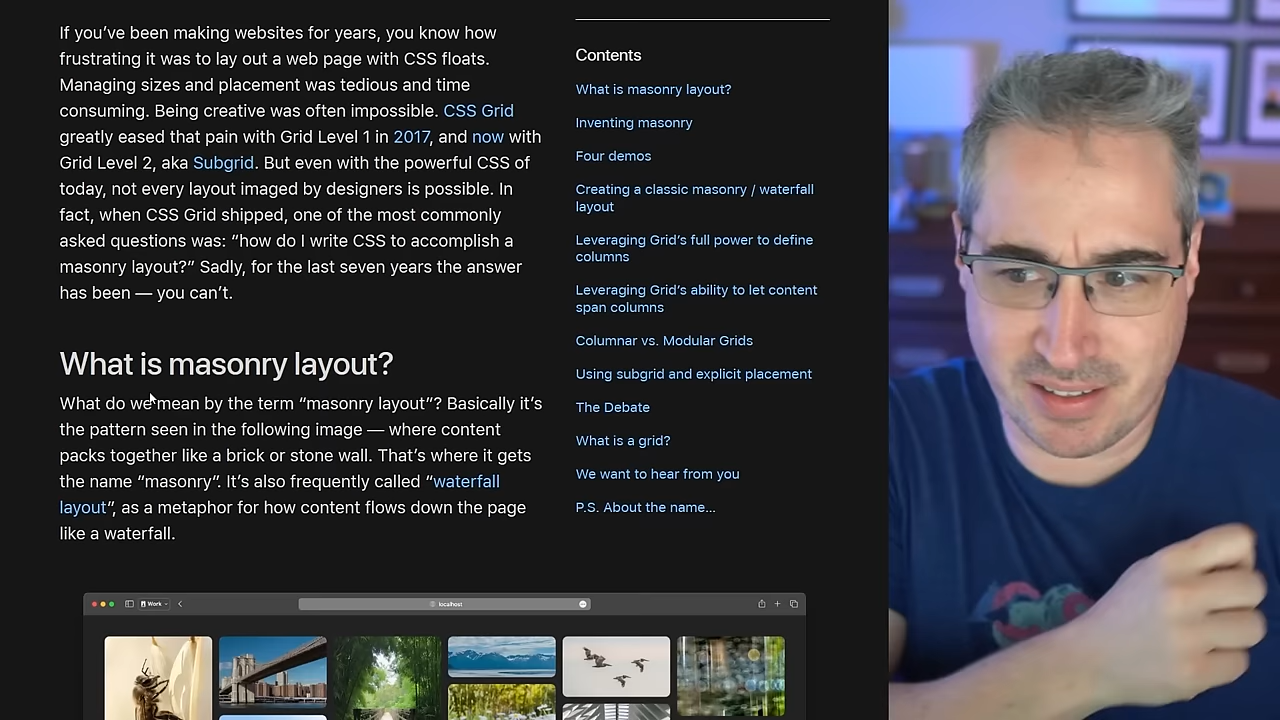 If you’ve been making websites for years, you know how
frustrating it was to lay out a web page with CSS floats.
Managing sizes and placement was tedious and time
consuming. Being creative was often impossible. CSS Grid
greatly eased that pain with Grid Level 1 in 2017, and now with
Grid Level 2, aka Subgrid. But even with the powerful CSS of
today, not every layout imaged by designers is possible. In
fact, when CSS Grid shipped, one of the most commonly
asked questions was: “how do I write CSS to accomplish a
masonry layout?” Sadly, for the last seven years the answer
has been — you can’t.
What is masonry layout?
What do we mean by the term “masonry layout”? Basically it’s
the pattern seen in the following image — where content
packs together like a brick or stone wall. That’s where it gets
the name “masonry”. It’s also frequently called “waterfall
layout”, as a metaphor for how content flows down the page
like a waterfall.
Contents
What is masonry layout?
Inventing masonry
Four demos
Creating a classic masonry / waterfall
layout
Leveraging Grid’s full power to define
columns
Leveraging Grid’s ability to let content
span columns
Columnar vs. Modular Grids
Using subgrid and explicit placement
The Debate
What is a grid?
We want to hear from you
P.S. About the name...
Work
localhost